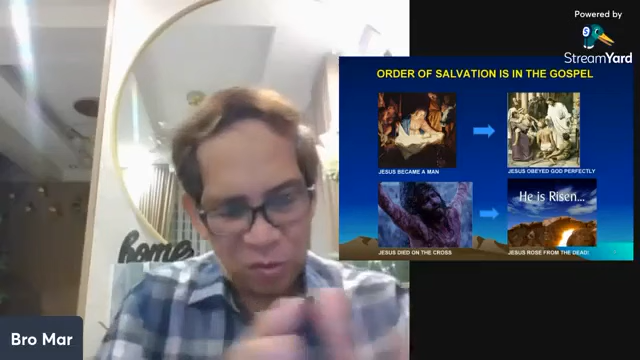 Powered by
StreamYard
ORDER OF SALVATION IS IN THE GOSPEL
JESUS BECAME A MAN
JESUS OBEYED GOD PERFECTLY
He is Risen...
JESUS DIED ON THE CROSS
JESUS ROSE FROM THE DEAD!
home
Bro Mar